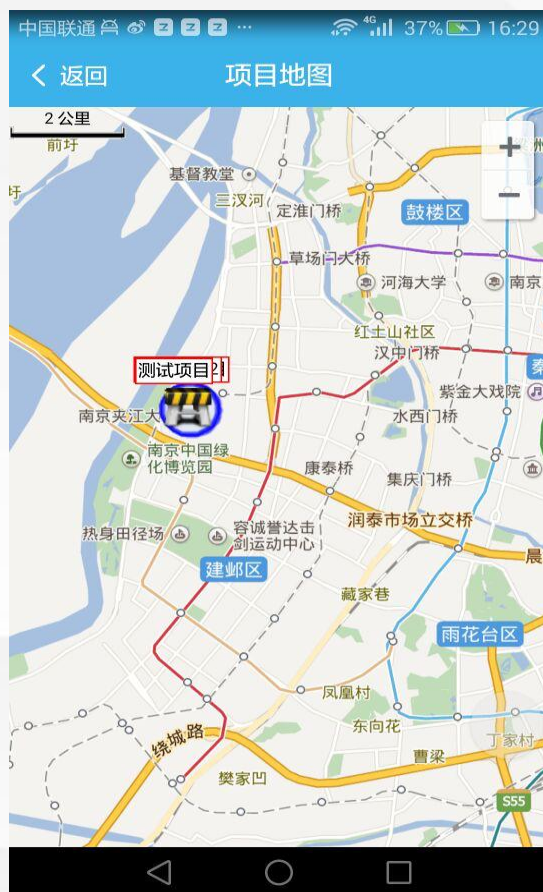 中国联通
4G
37%
16:29
返回
项目地图
2 公里
前圩
圩
基督教堂
三汊河
定淮门桥
鼓楼区
草场门大桥
河海大学
南京
红土山社区
汉中门桥
测试项目
秦
紫金大戏院
南京夹江大
水西门桥
南京中国绿
化博览园
康泰桥
集庆门桥
润泰市场立交桥
热身田径场
容诚誉达击
剑运动中心
晨
建邺区
藏家巷
雨花台区
凤凰村
东向花
丁家村
绕城路
曹梁
樊家凹
S55